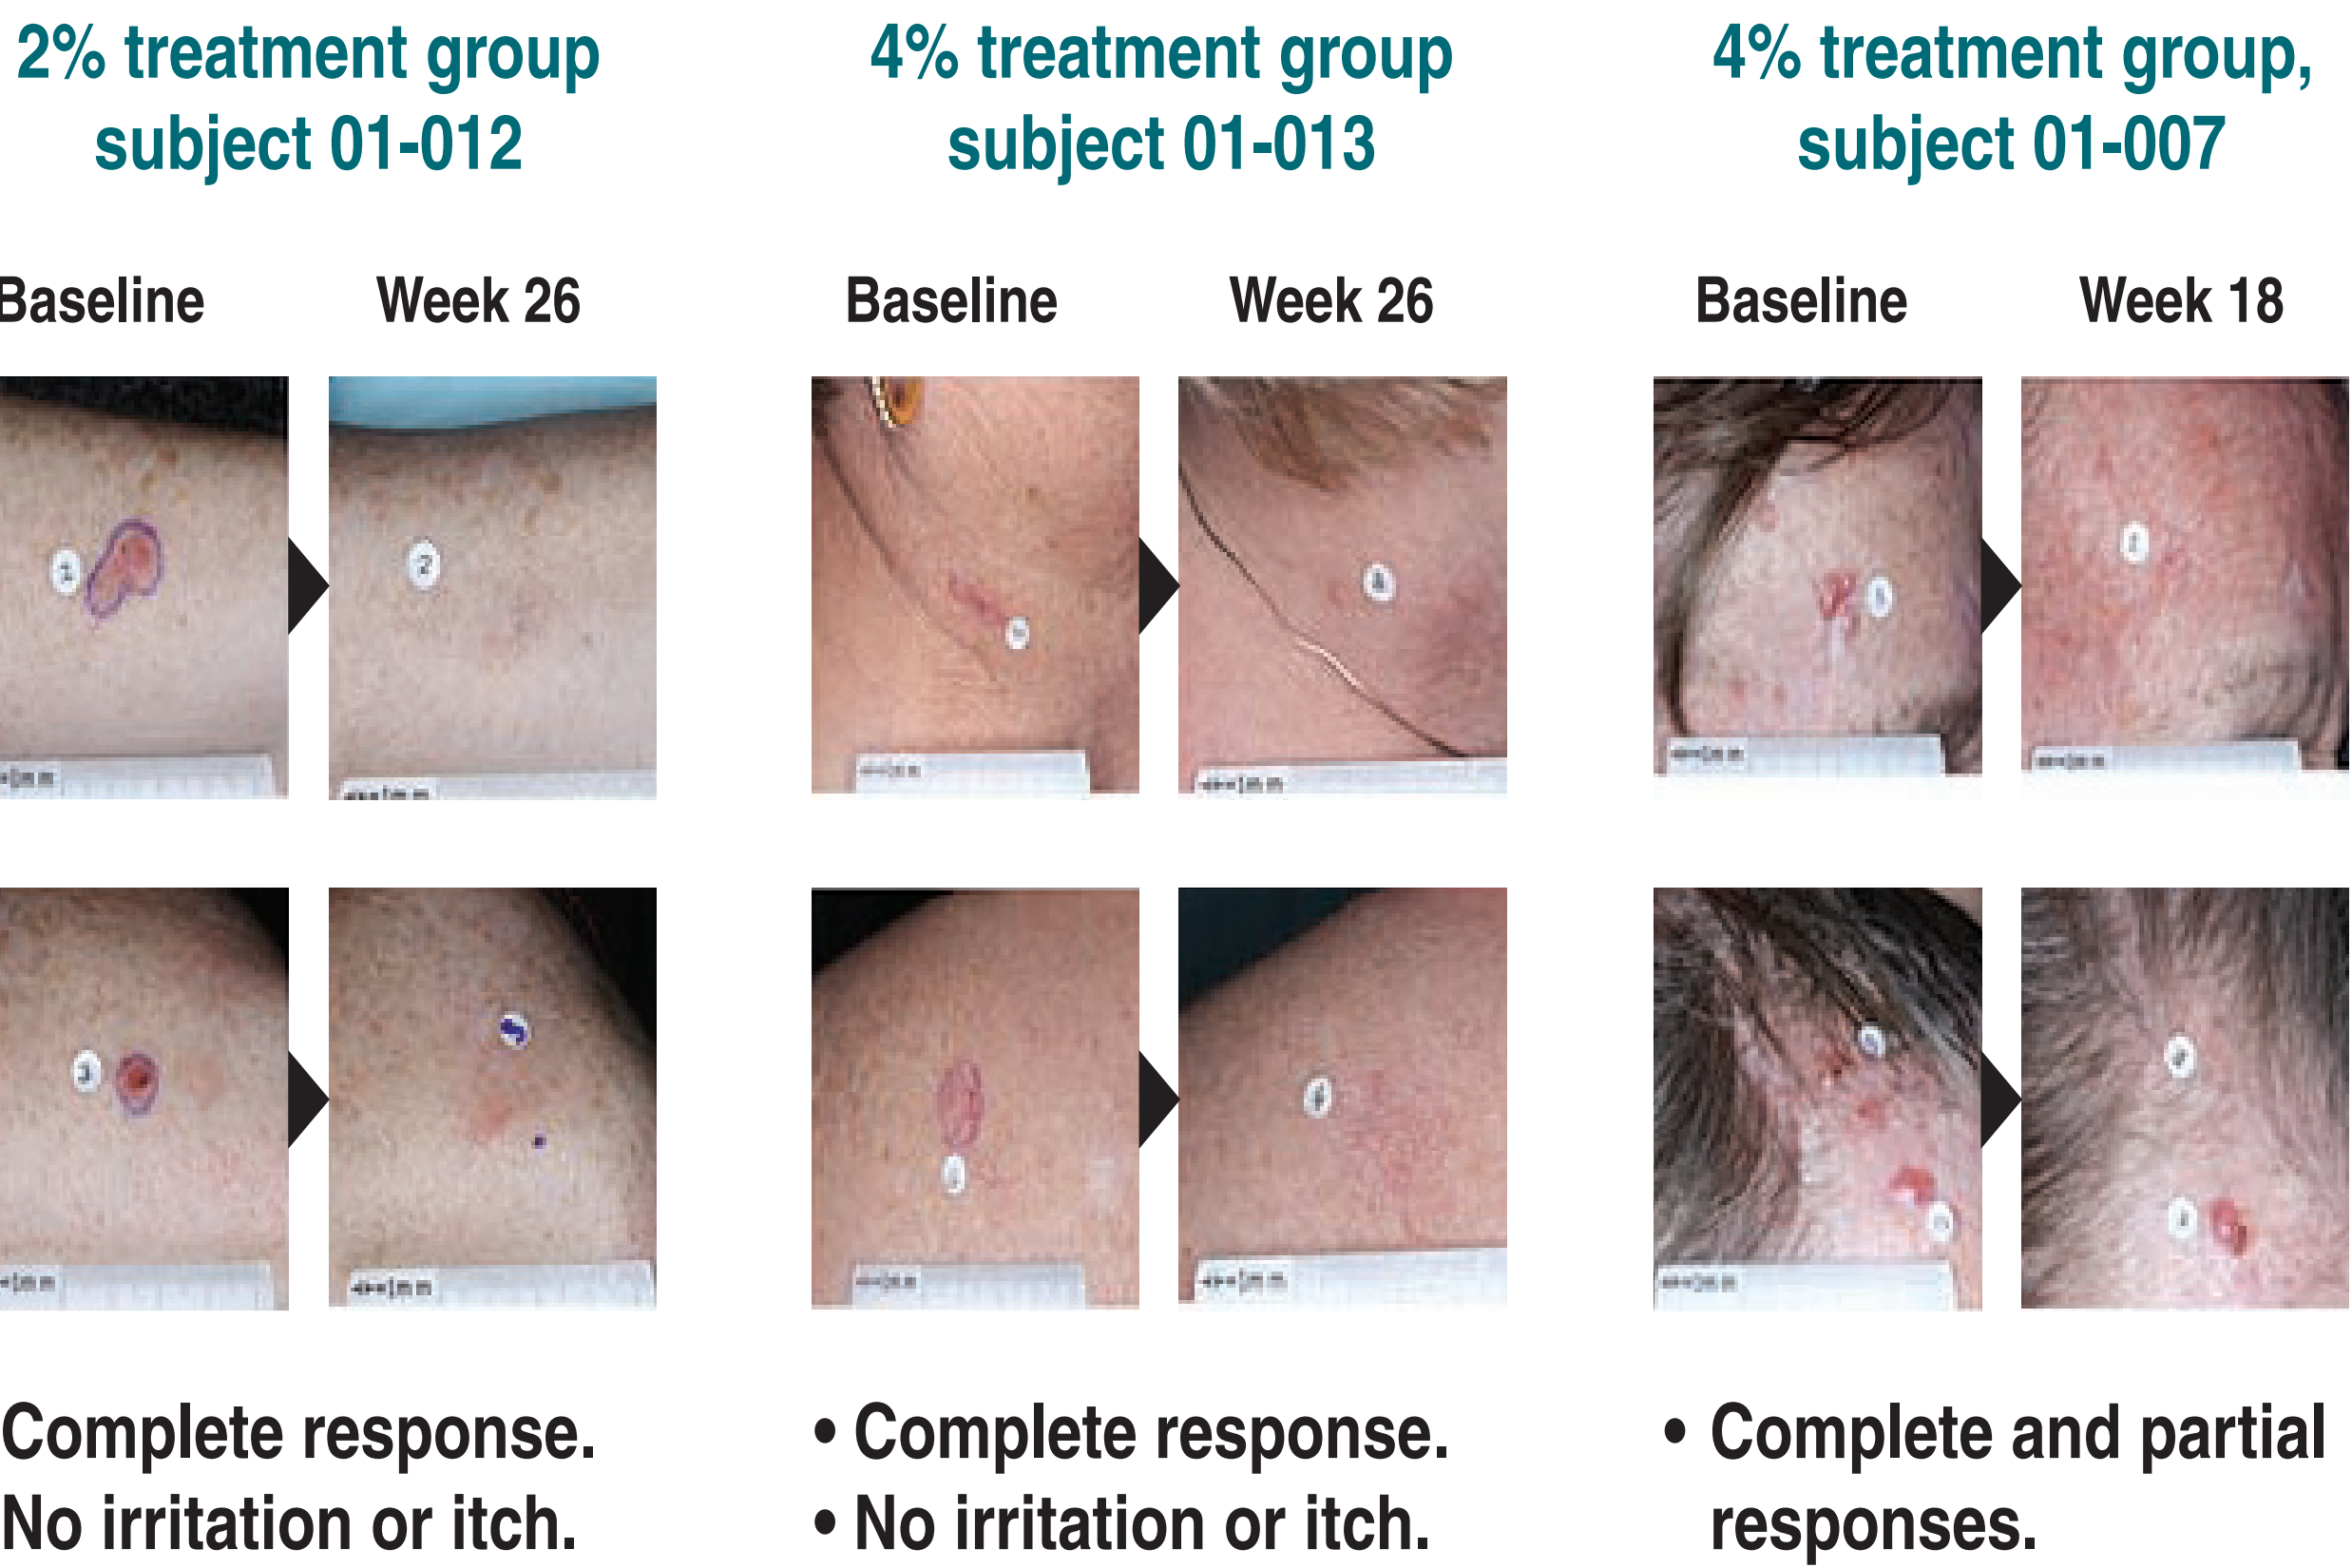 2% treatment group
subject 01-012
4% treatment group
subject 01-013
4% treatment group,
subject 01-007
Baseline
Week 26
Baseline
Week 26
Baseline
Week 18
2
3
Complete response.
No irritation or itch.
• Complete response.
• No irritation or itch.
• Complete and partial
responses.